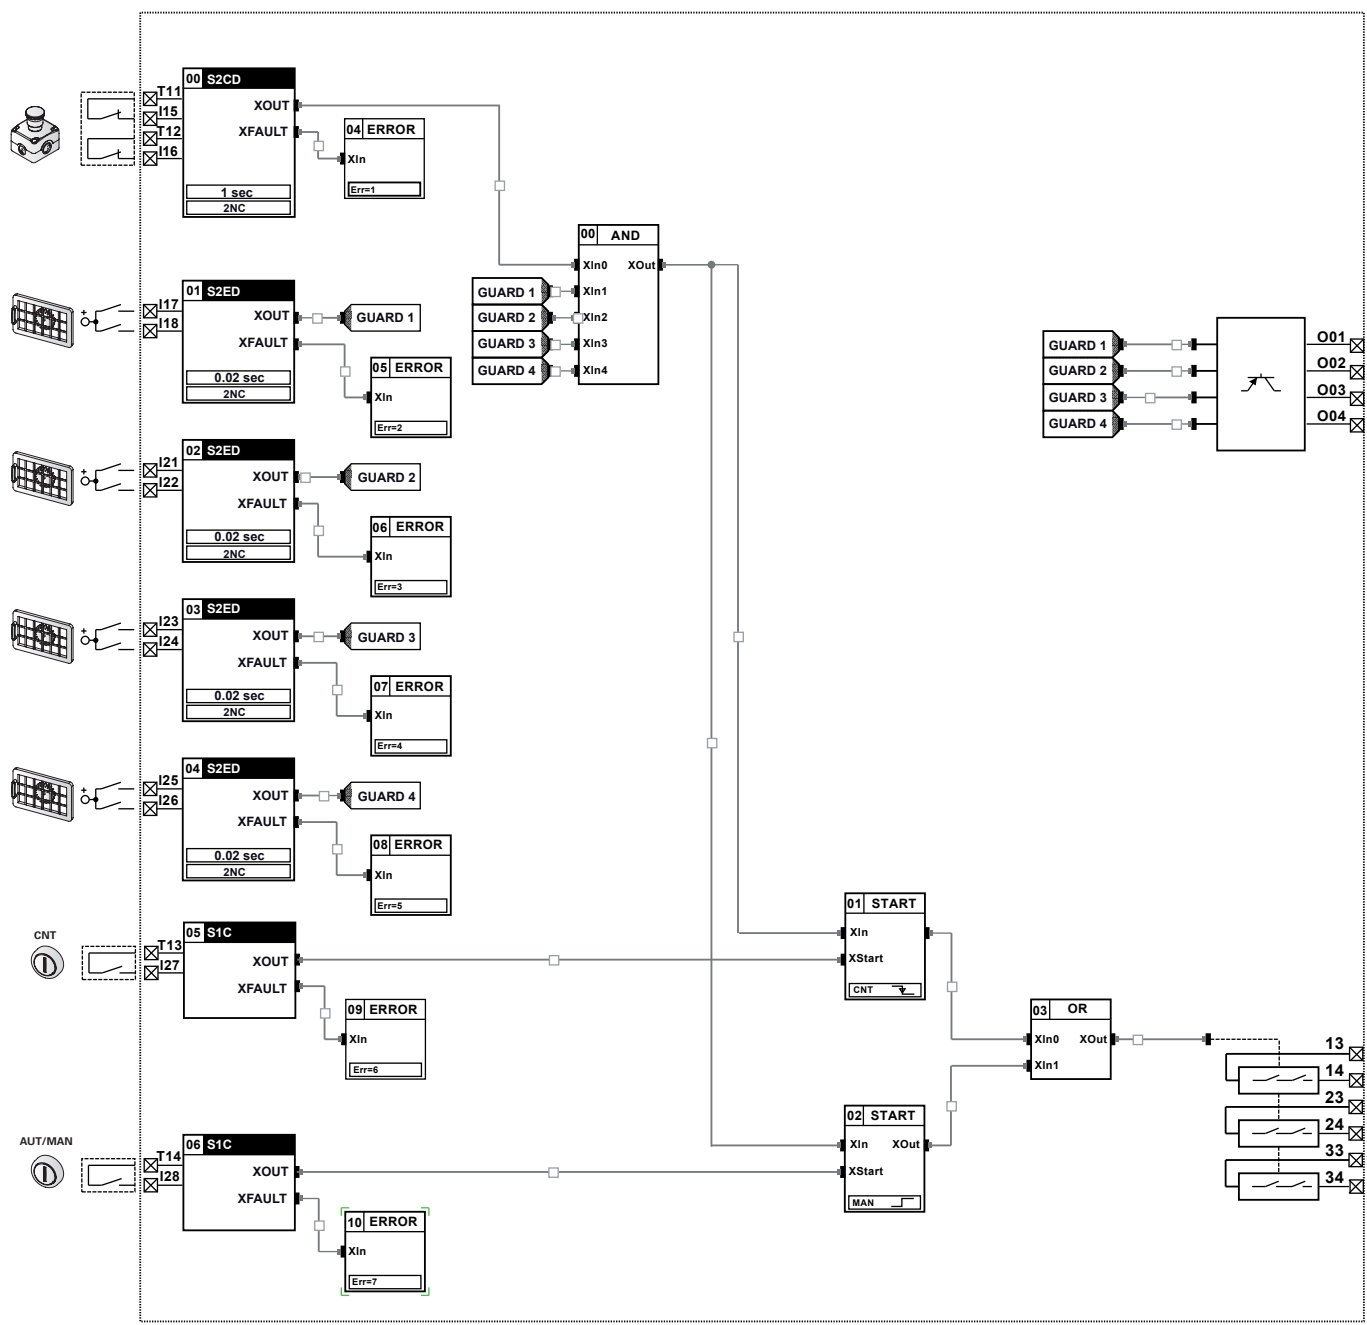 00 S2CD
T11
I15
T12
I16
XOUT
XFAULT
1 sec
2NC
04 ERROR
XIn
Err=1
00 AND
XIn0 XOut
XIn1
XIn2
XIn3
XIn4
GUARD 1
GUARD 2
GUARD 3
GUARD 4
01 S2ED
+
I17
I18
XOUT
XFAULT
0.02 sec
2NC
GUARD 1
05 ERROR
XIn
Err=2
GUARD 1
GUARD 2
GUARD 3
GUARD 4
O01
O02
O03
O04
02 S2ED
+
I21
I22
XOUT
XFAULT
0.02 sec
2NC
GUARD 2
06 ERROR
XIn
Err=3
03 S2ED
+
I23
I24
XOUT
XFAULT
0.02 sec
2NC
GUARD 3
07 ERROR
XIn
Err=4
04 S2ED
+
I25
I26
XOUT
XFAULT
0.02 sec
2NC
GUARD 4
08 ERROR
XIn
Err=5
CNT
05 S1C
T13
I27
XOUT
XFAULT
09 ERROR
XIn
Err=6
01 START
XIn
XStart
CNT
03 OR
XIn0 XOut
XIn1
13
14
23
24
33
34
AUT/MAN
06 S1C
T14
I28
XOUT
XFAULT
10 ERROR
XIn
Err=7
02 START
XIn XOut
XStart
MAN